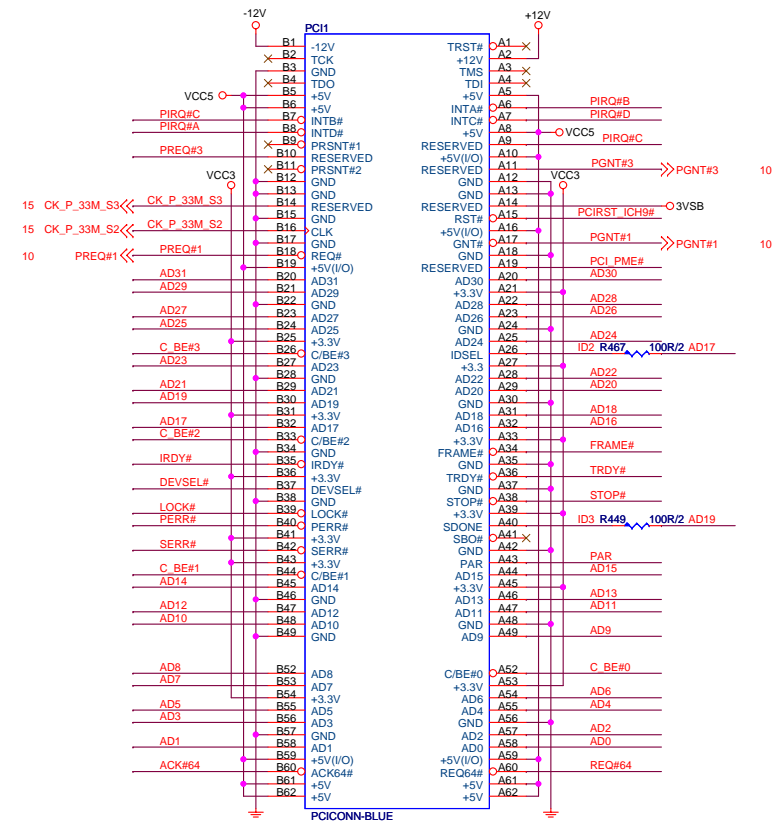 -12V +12V
PCI1
B1 -12V TRST# A1
B2 TCK +12V A2
B3 GND TMS A3
B4 TDO TDI A4
VCC5 B5 +5V +5V A5
B6 +5V INTA# A6 PIRQ#B
PIRQ#C B7 INTB# INTC# A7 PIRQ#D
PIRQ#A B8 INTD# +5V A8 VCC5
B9 PRSNT#1 RESERVED A9 PIRQ#C
PREQ#3 B10 RESERVED +5V(I/O) A10
B11 PRSNT#2 RESERVED A11 PGNT#3 PGNT#3 10
VCC3 B12 GND GND A12 VCC3
B13 GND GND A13
15 CK_P_33M_S3 CK_P_33M_S3 B14 RESERVED RESERVED A14 3VSB
B15 GND RST# A15 PCIRST_ICH9#
15 CK_P_33M_S2 CK_P_33M_S2 B16 CLK +5V(I/O) A16
B17 GND GNT# A17 PGNT#1 PGNT#1 10
10 PREQ#1 PREQ#1 B18 REQ# GND A18
B19 +5V(I/O) RESERVED A19 PCI_PME#
AD31 B20 AD31 AD30 A20 AD30
AD29 B21 AD29 +3.3V A21
B22 GND AD28 A22 AD28
AD27 B23 AD27 AD26 A23 AD26
AD25 B24 AD25 GND A24
B25 +3.3V AD24 A25 AD24
C_BE#3 B26 C/BE#3 IDSEL A26 ID2 R467 100R/2 AD17
AD23 B27 AD23 +3.3 A27
B28 GND AD22 A28 AD22
AD21 B29 AD21 AD20 A29 AD20
AD19 B30 AD19 GND A30
B31 +3.3V AD18 A31 AD18
AD17 B32 AD17 AD16 A32 AD16
C_BE#2 B33 C/BE#2 +3.3V A33
B34 GND FRAME# A34 FRAME#
IRDY# B35 IRDY# GND A35
B36 +3.3V TRDY# A36 TRDY#
DEVSEL# B37 DEVSEL# GND A37
B38 GND STOP# A38 STOP#
LOCK# B39 LOCK# +3.3V A39
PERR# B40 PERR# SDONE A40 ID3 R449 100R/2 AD19
B41 +3.3V SBO# A41
SERR# B42 SERR# GND A42
B43 +3.3V PAR A43 PAR
C_BE#1 B44 C/BE#1 AD15 A44 AD15
AD14 B45 AD14 +3.3V A45
B46 GND AD13 A46 AD13
AD12 B47 AD12 AD11 A47 AD11
AD10 B48 AD10 GND A48
B49 GND AD9 A49 AD9
AD8 B52 AD8 C/BE#0 A52 C_BE#0
AD7 B53 AD7 +3.3V A53
B54 +3.3V AD6 A54 AD6
AD5 B55 AD5 AD4 A55 AD4
AD3 B56 AD3 GND A56
B57 GND AD2 A57 AD2
AD1 B58 AD1 AD0 A58 AD0
B59 +5V(I/O) +5V(I/O) A59
ACK#64 B60 ACK64# REQ64# A60 REQ#64
B61 +5V +5V A61
B62 +5V +5V A62
PCICONN-BLUE